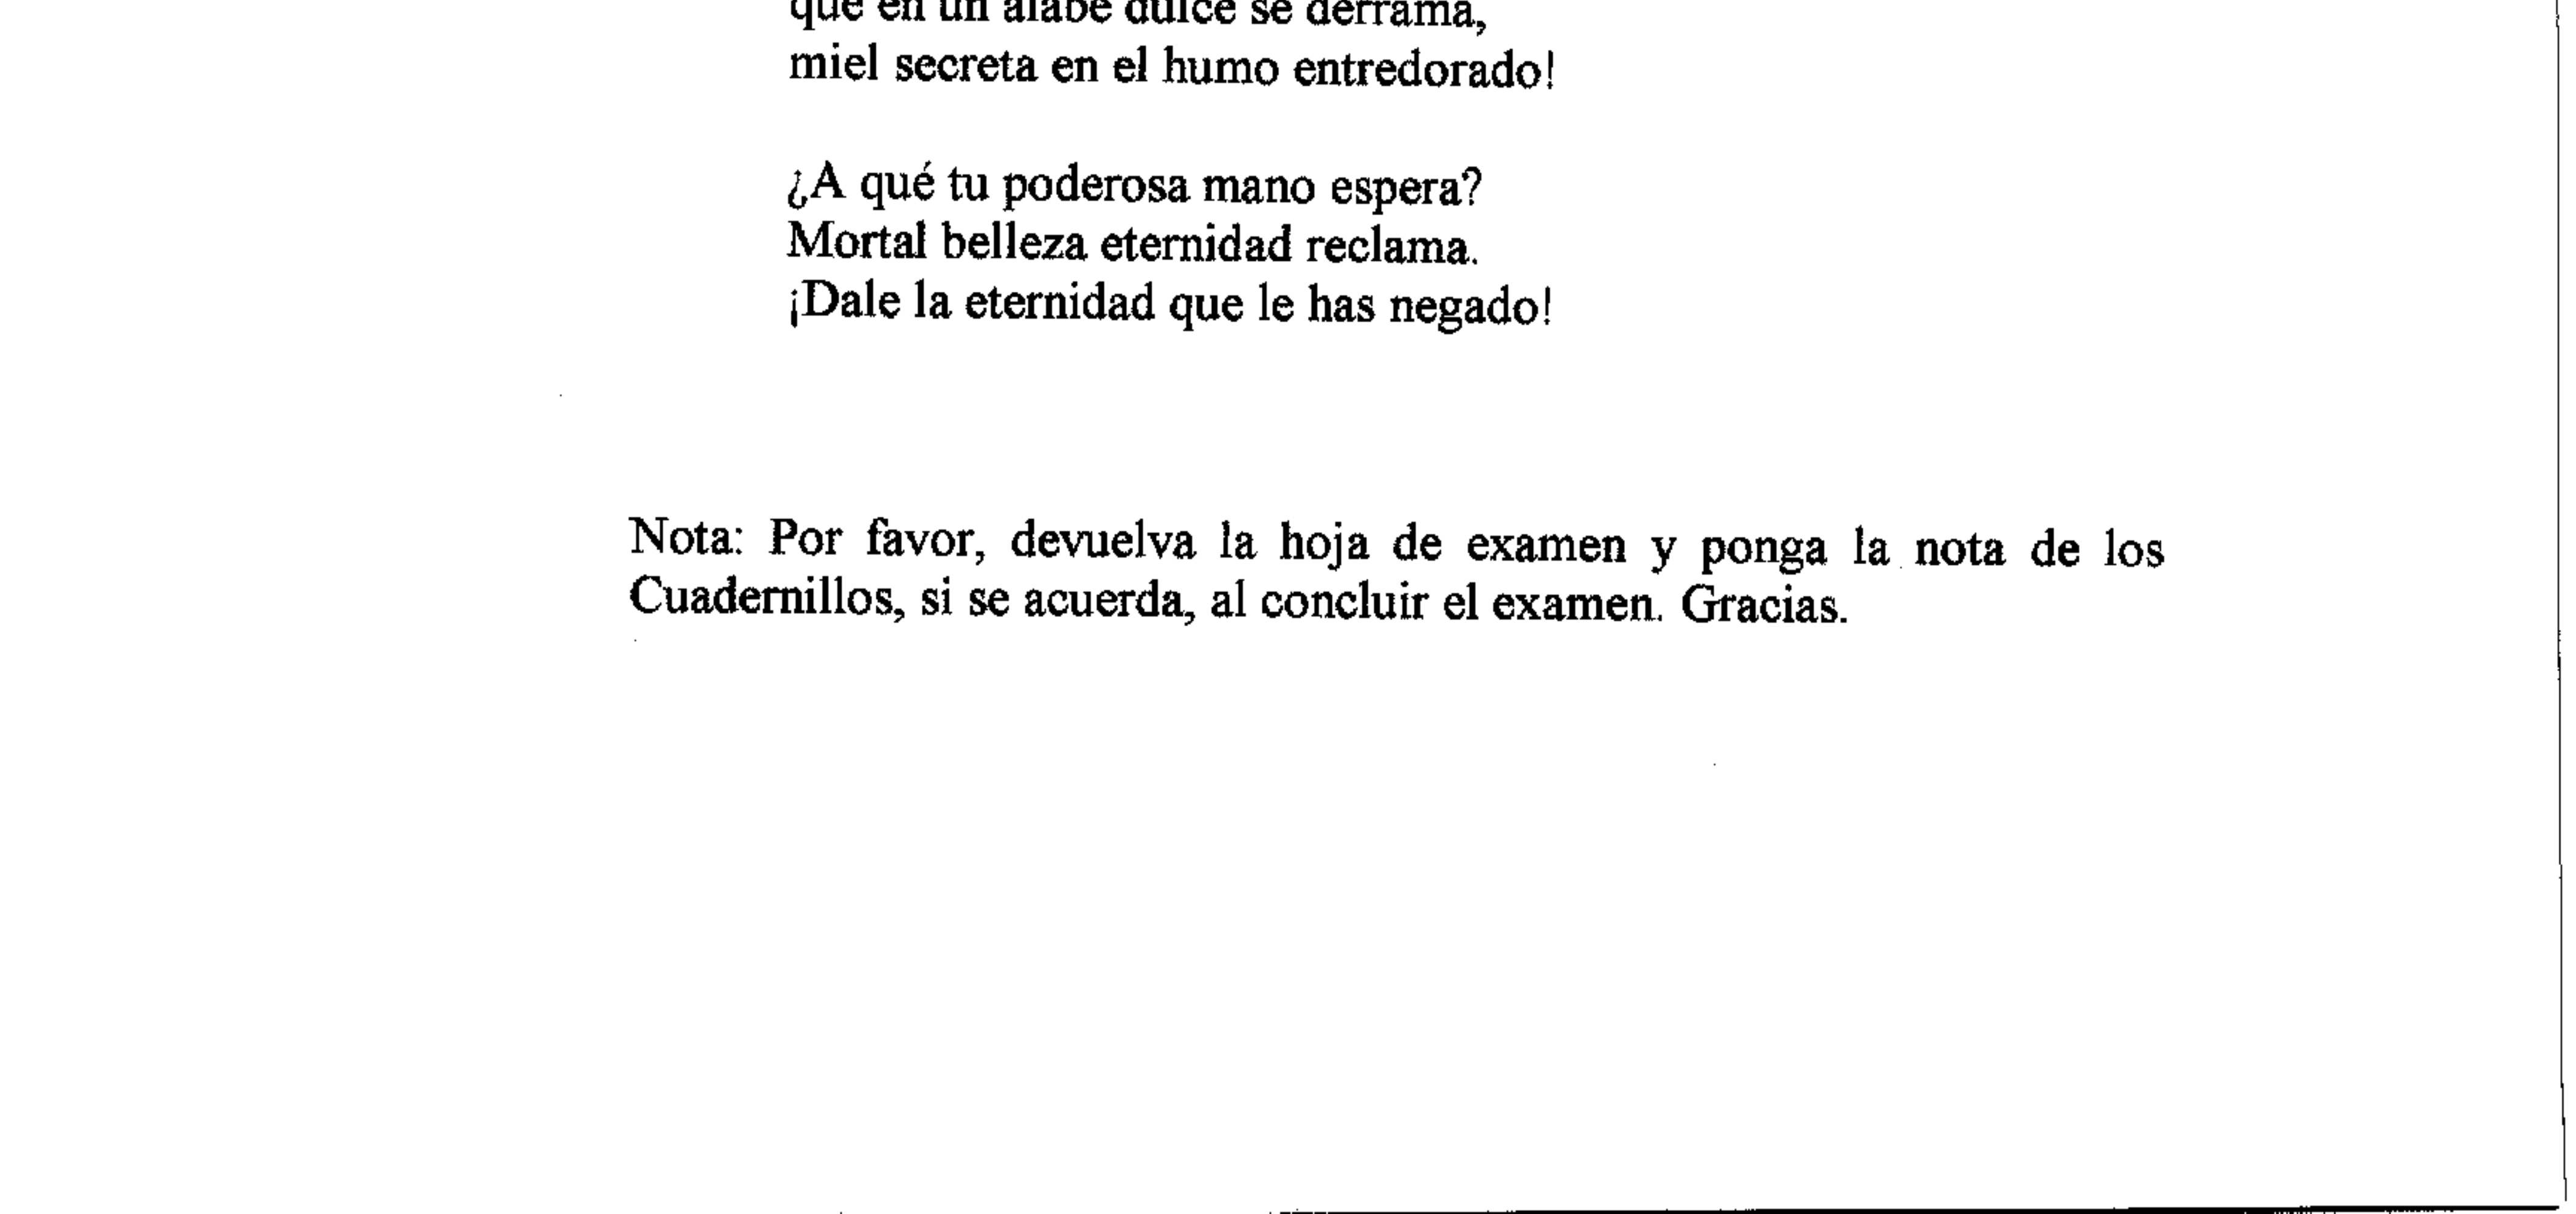 que en un álabe dulce se derrama,
miel secreta en el humo entredorado!
¿A qué tu poderosa mano espera?
Mortal belleza eternidad reclama.
¡Dale la eternidad que le has negado!
Nota: Por favor, devuelva la hoja de examen y ponga la nota de los
Cuadernillos, si se acuerda, al concluir el examen. Gracias.